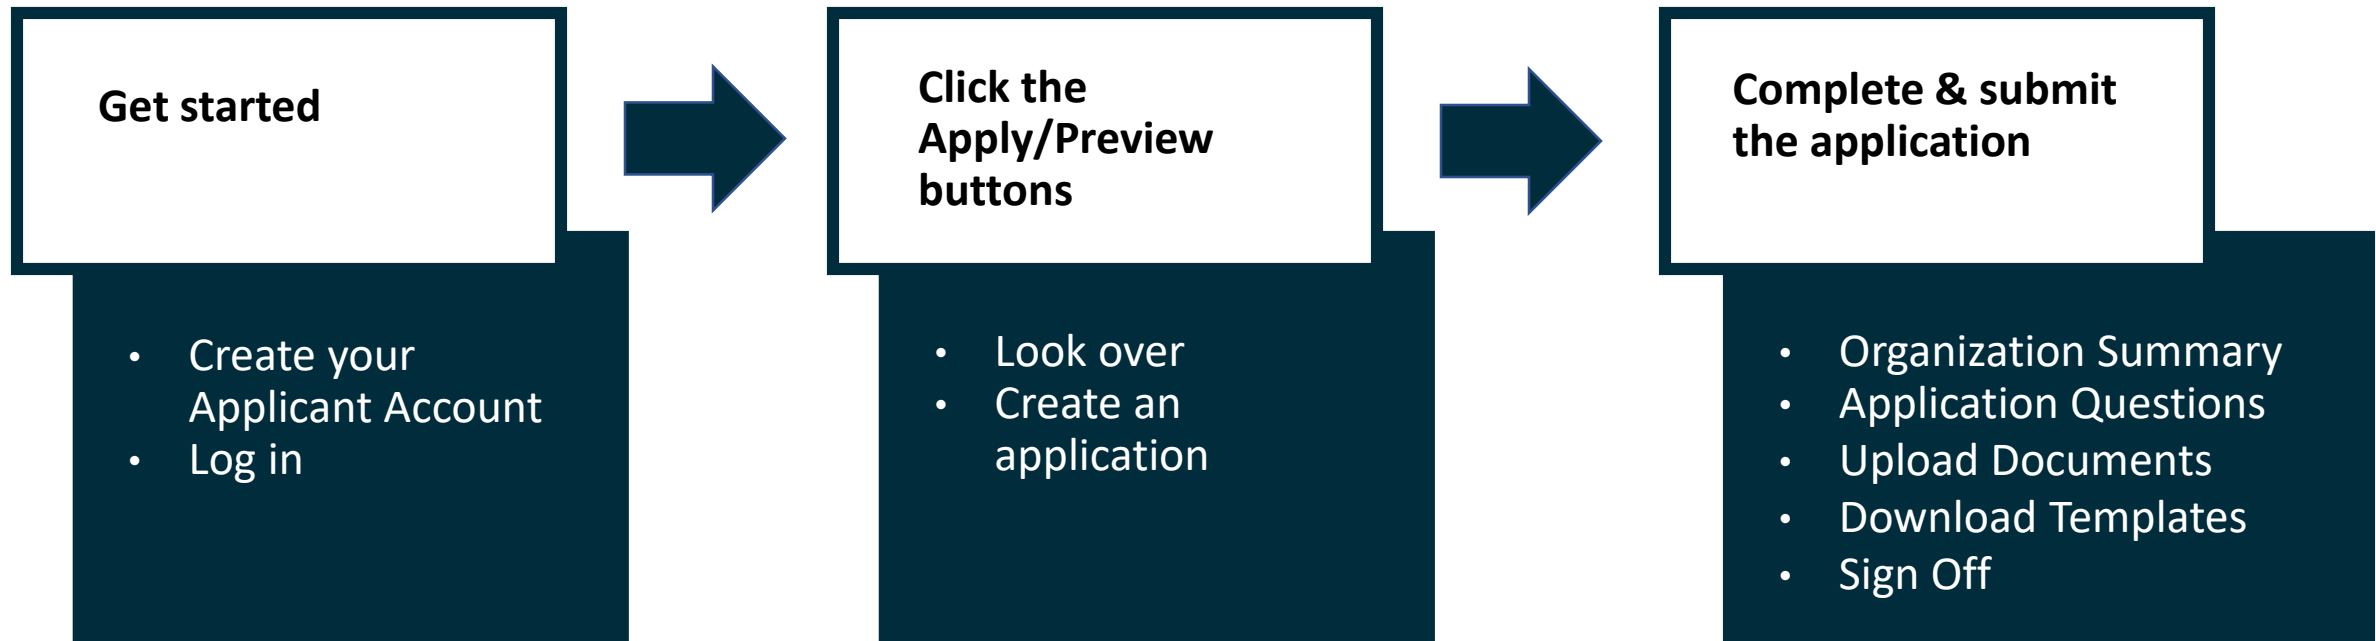 Get started
• Create your
Applicant Account
• Log in
Click the
Apply/Preview
buttons
• Look over
• Create an
application
Complete & submit
the application
• Organization Summary
• Application Questions
• Upload Documents
• Download Templates
• Sign Off